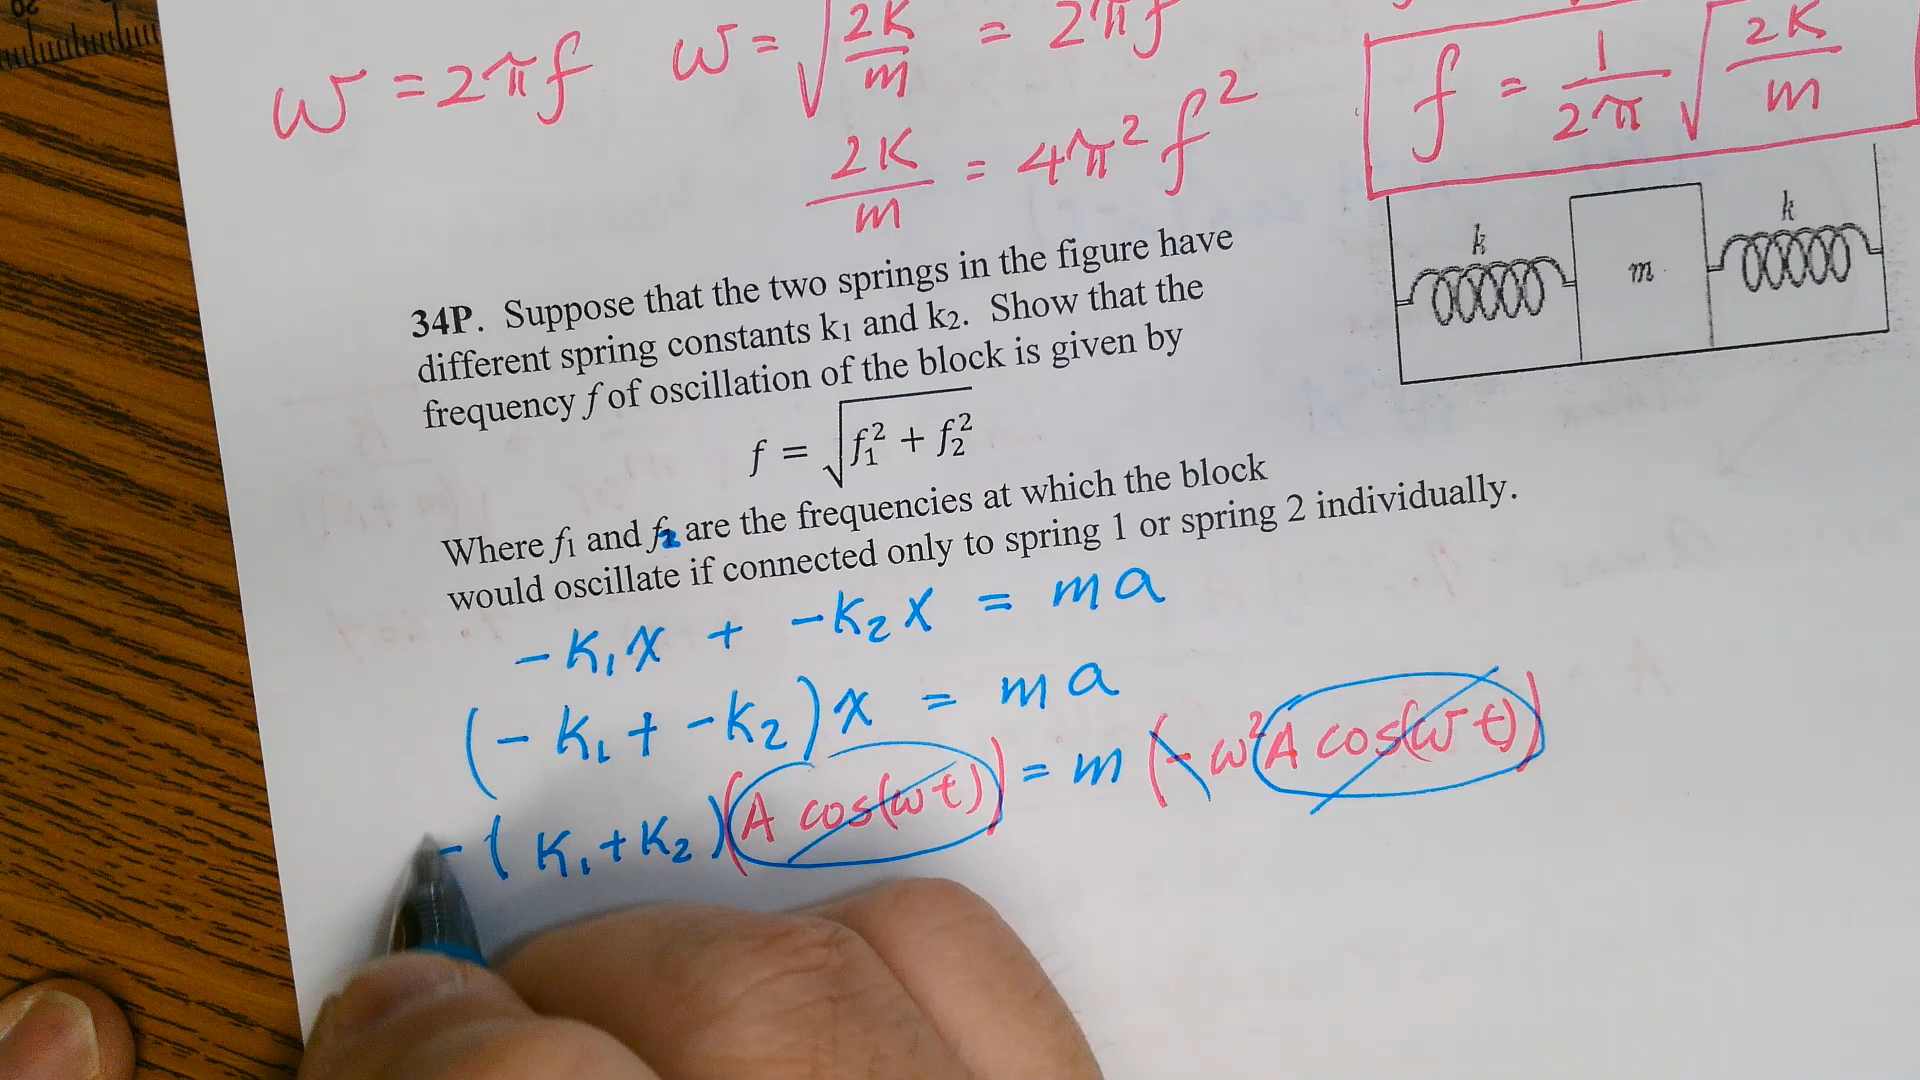 ω = 2πf   ω = √(2K/m) = 2πf
2K/m = 4π²f²
f = 1/2π √(2K/m)
k m k
34P. Suppose that the two springs in the figure have
different spring constants k1 and k2. Show that the
frequency f of oscillation of the block is given by
f = √(f₁² + f₂²)
Where f1 and f2 are the frequencies at which the block
would oscillate if connected only to spring 1 or spring 2 individually.
-K₁x + -K₂x = ma
(-K₁ + -K₂)x = ma
-(K₁+K₂)(A cos(ωt)) = m(-ω²A cos(ωt))